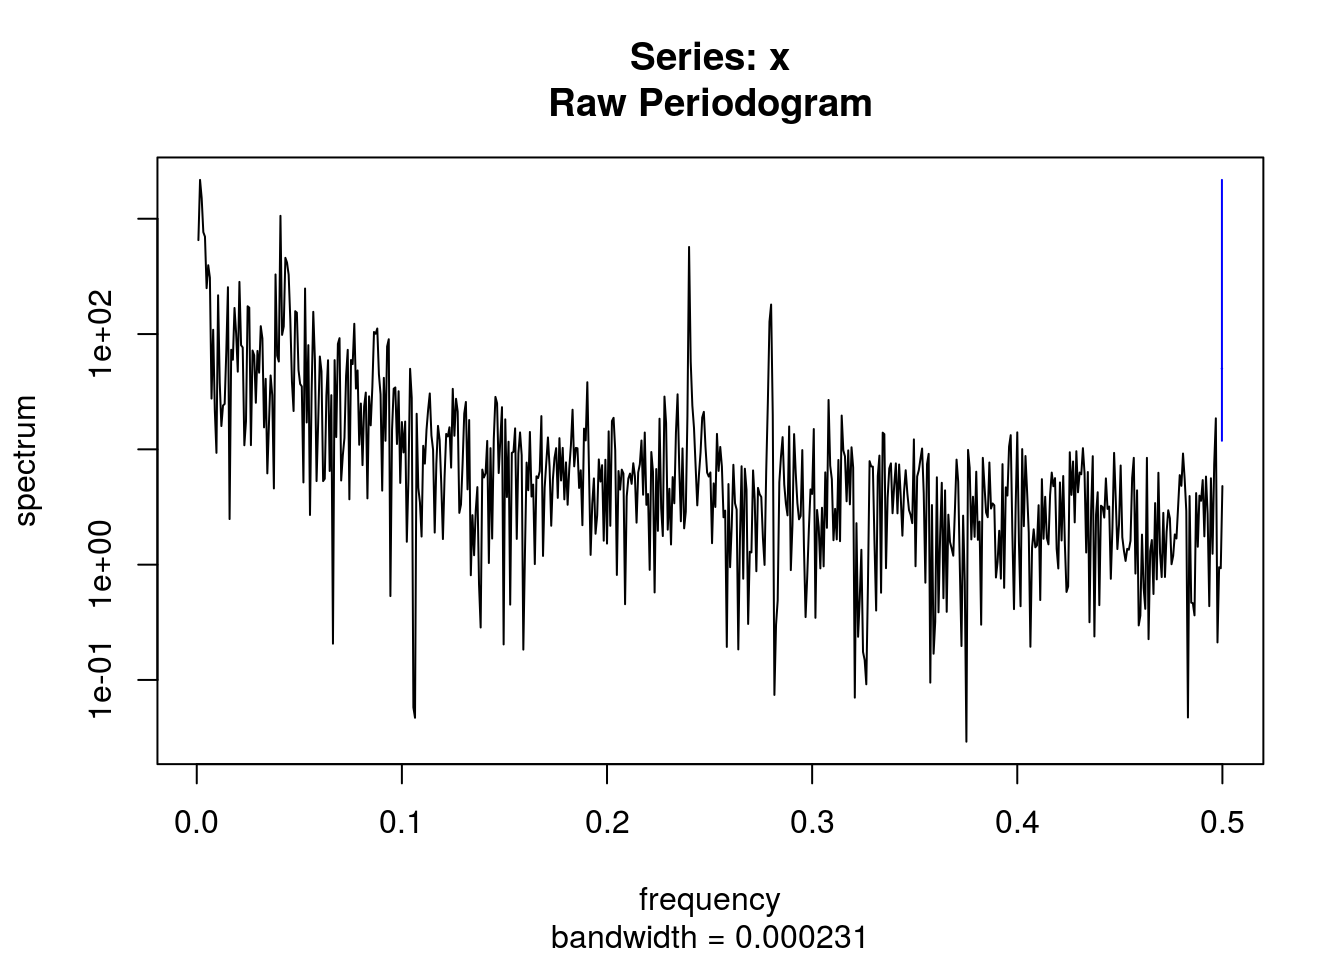 Series: x
Raw Periodogram
spectrum
1e+02
1e+00
1e-01
0.0 0.1 0.2 0.3 0.4 0.5
frequency
bandwidth = 0.000231